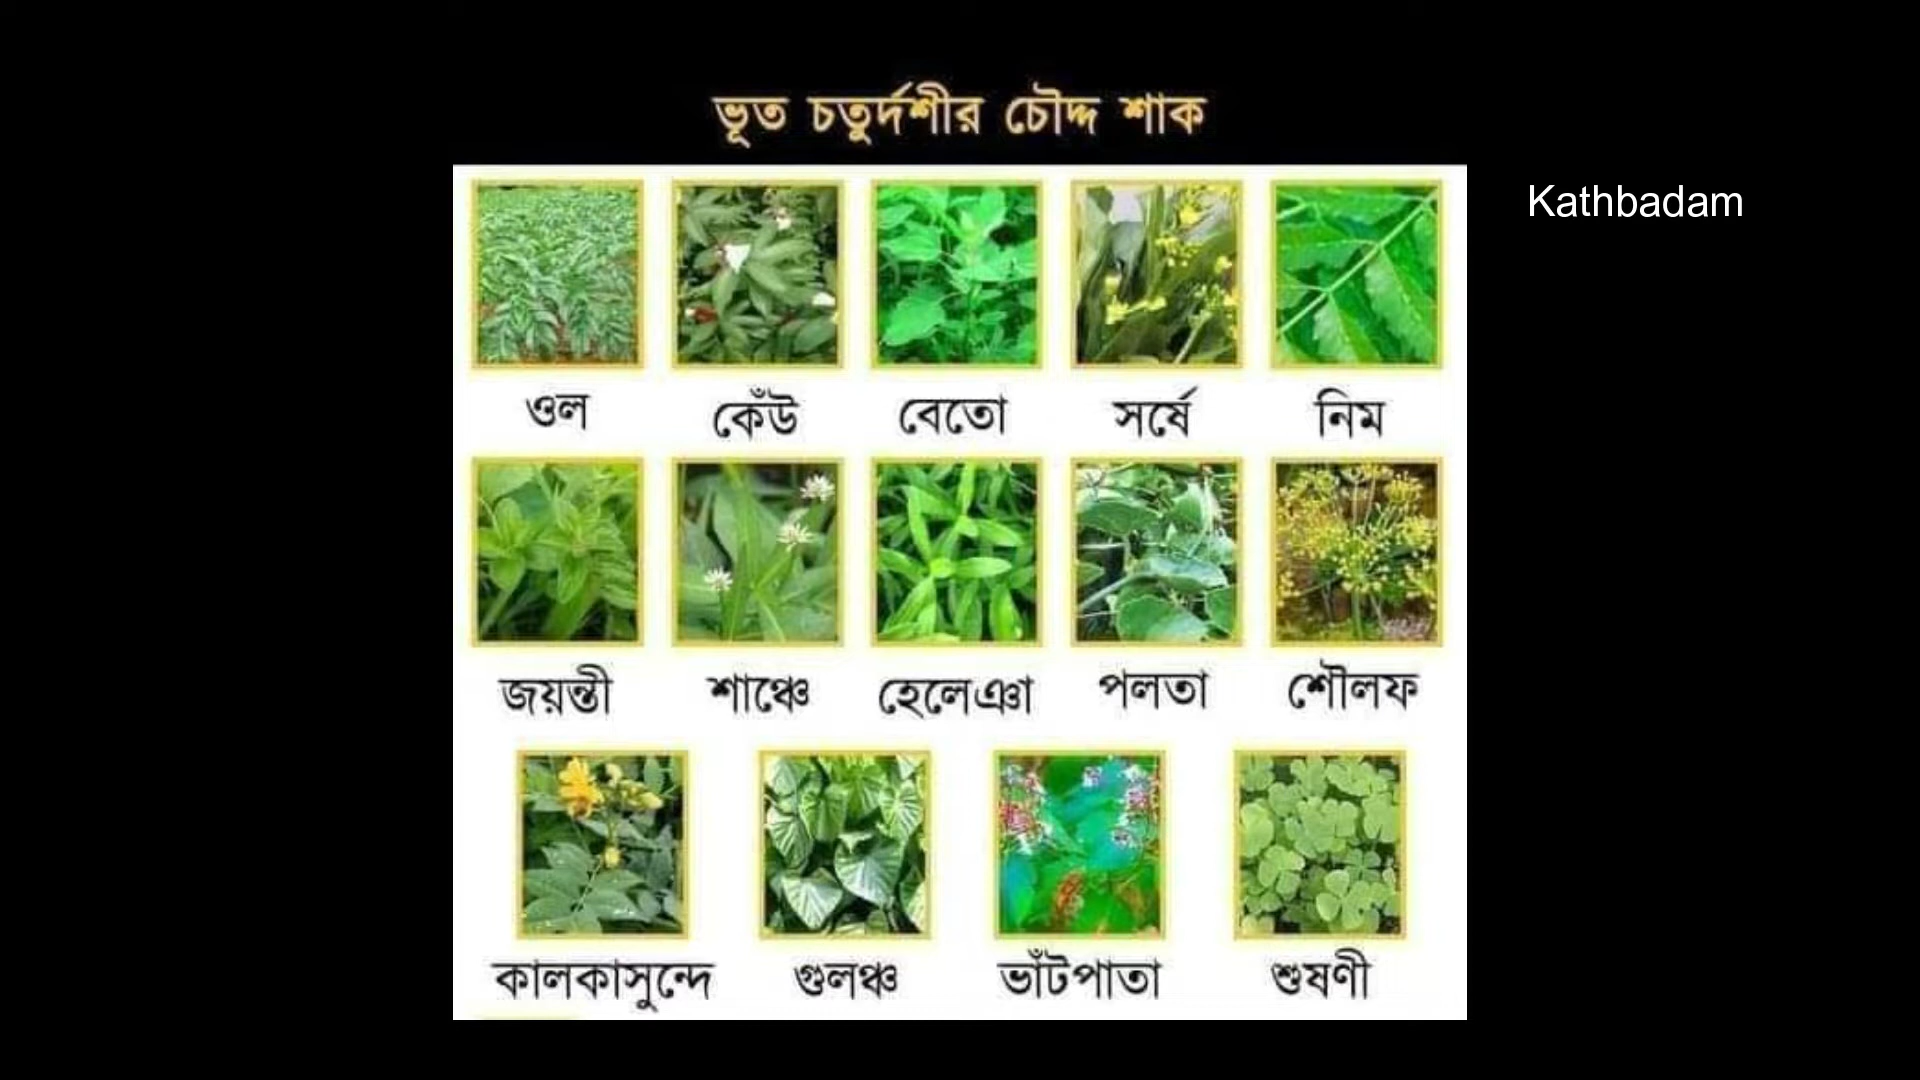 ভূত চতুর্দশীর চৌদ্দ শাক
Kathbadam
ওল কেঁউ বেতো সর্ষে নিম
জয়ন্তী শাঞ্চে হেলেঞা পলতা শৌলফ
কালকাসুন্দে গুলঞ্চ ভাঁটপাতা শুষণী